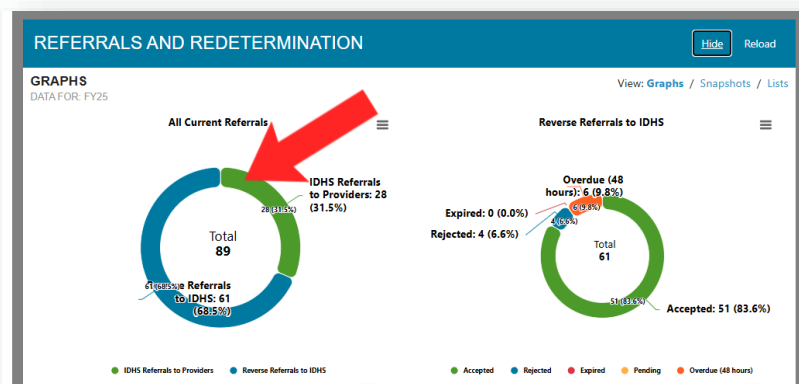 REFERRALS AND REDETERMINATION
Hide Reload
GRAPHS
DATA FOR: FY25
View: Graphs / Snapshots / Lists
All Current Referrals
IDHS Referrals
to Providers: 28
(31.5%)
28 (31.5%)
Total
89
61 (68.5%)
e Referrals
to IDHS: 61
(68.5%)
IDHS Referrals to Providers Reverse Referrals to IDHS
Reverse Referrals to IDHS
Overdue (48
hours): 6 (9.8%)
6 (9.8%)
Expired: 0 (0.0%)
4 (6.6%)
Rejected: 4 (6.6%)
Total
61
51 (83.6%)
Accepted: 51 (83.6%)
Accepted Rejected Expired Pending Overdue (48 hours)